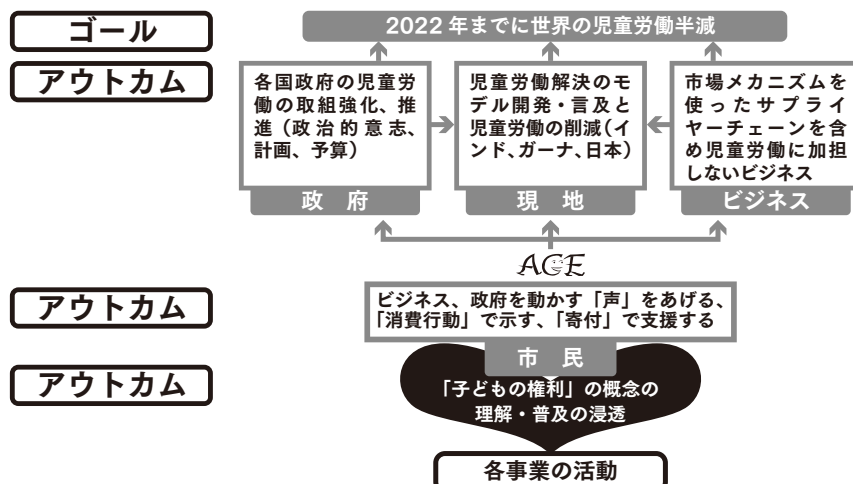 ゴール
2022年までに世界の児童労働半減
アウトカム
各国政府の児童労
働の取組強化、推
進（政治的意志、
計画、予算）
政 府
児童労働解決のモ
デル開発・言及と
児童労働の削減（イ
ンド、ガーナ、日本）
現 地
市場メカニズムを
使ったサプライ
ヤーチェーンを含
め児童労働に加担
しないビジネス
ビジネス
ACE
アウトカム
ビジネス、政府を動かす「声」をあげる、
「消費行動」で示す、「寄付」で支援する
市 民
アウトカム
「子どもの権利」の概念の
理解・普及の浸透
各事業の活動